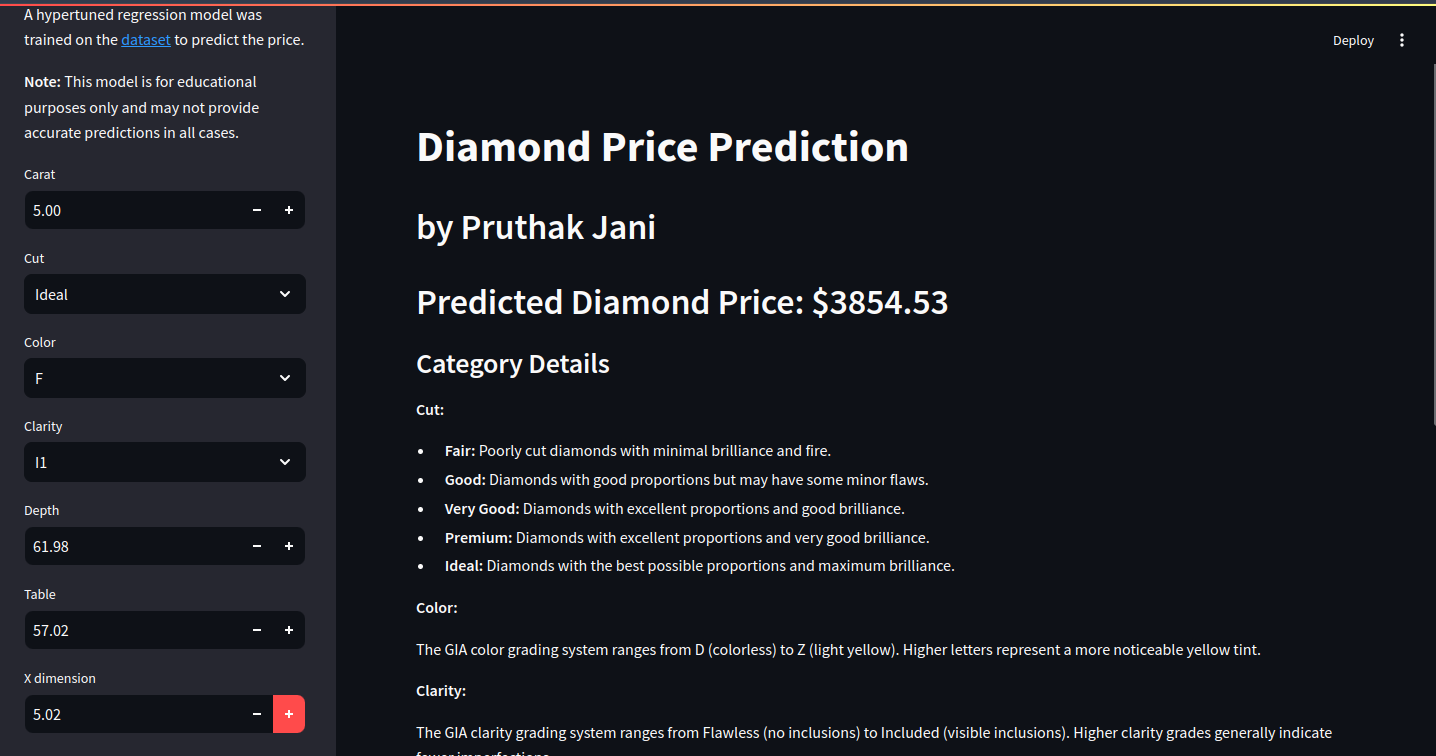 A hypertuned regression model was
trained on the dataset to predict the price.
Note: This model is for educational
purposes only and may not provide
accurate predictions in all cases.
Carat
5.00
Cut
Ideal
Color
F
Clarity
I1
Depth
61.98
Table
57.02
X dimension
5.02
Deploy
Diamond Price Prediction
by Pruthak Jani
Predicted Diamond Price: $3854.53
Category Details
Cut:
• Fair: Poorly cut diamonds with minimal brilliance and fire.
• Good: Diamonds with good proportions but may have some minor flaws.
• Very Good: Diamonds with excellent proportions and good brilliance.
• Premium: Diamonds with excellent proportions and very good brilliance.
• Ideal: Diamonds with the best possible proportions and maximum brilliance.
Color:
The GIA color grading system ranges from D (colorless) to Z (light yellow). Higher letters represent a more noticeable yellow tint.
Clarity:
The GIA clarity grading system ranges from Flawless (no inclusions) to Included (visible inclusions). Higher clarity grades generally indicate
fewer imperfections.